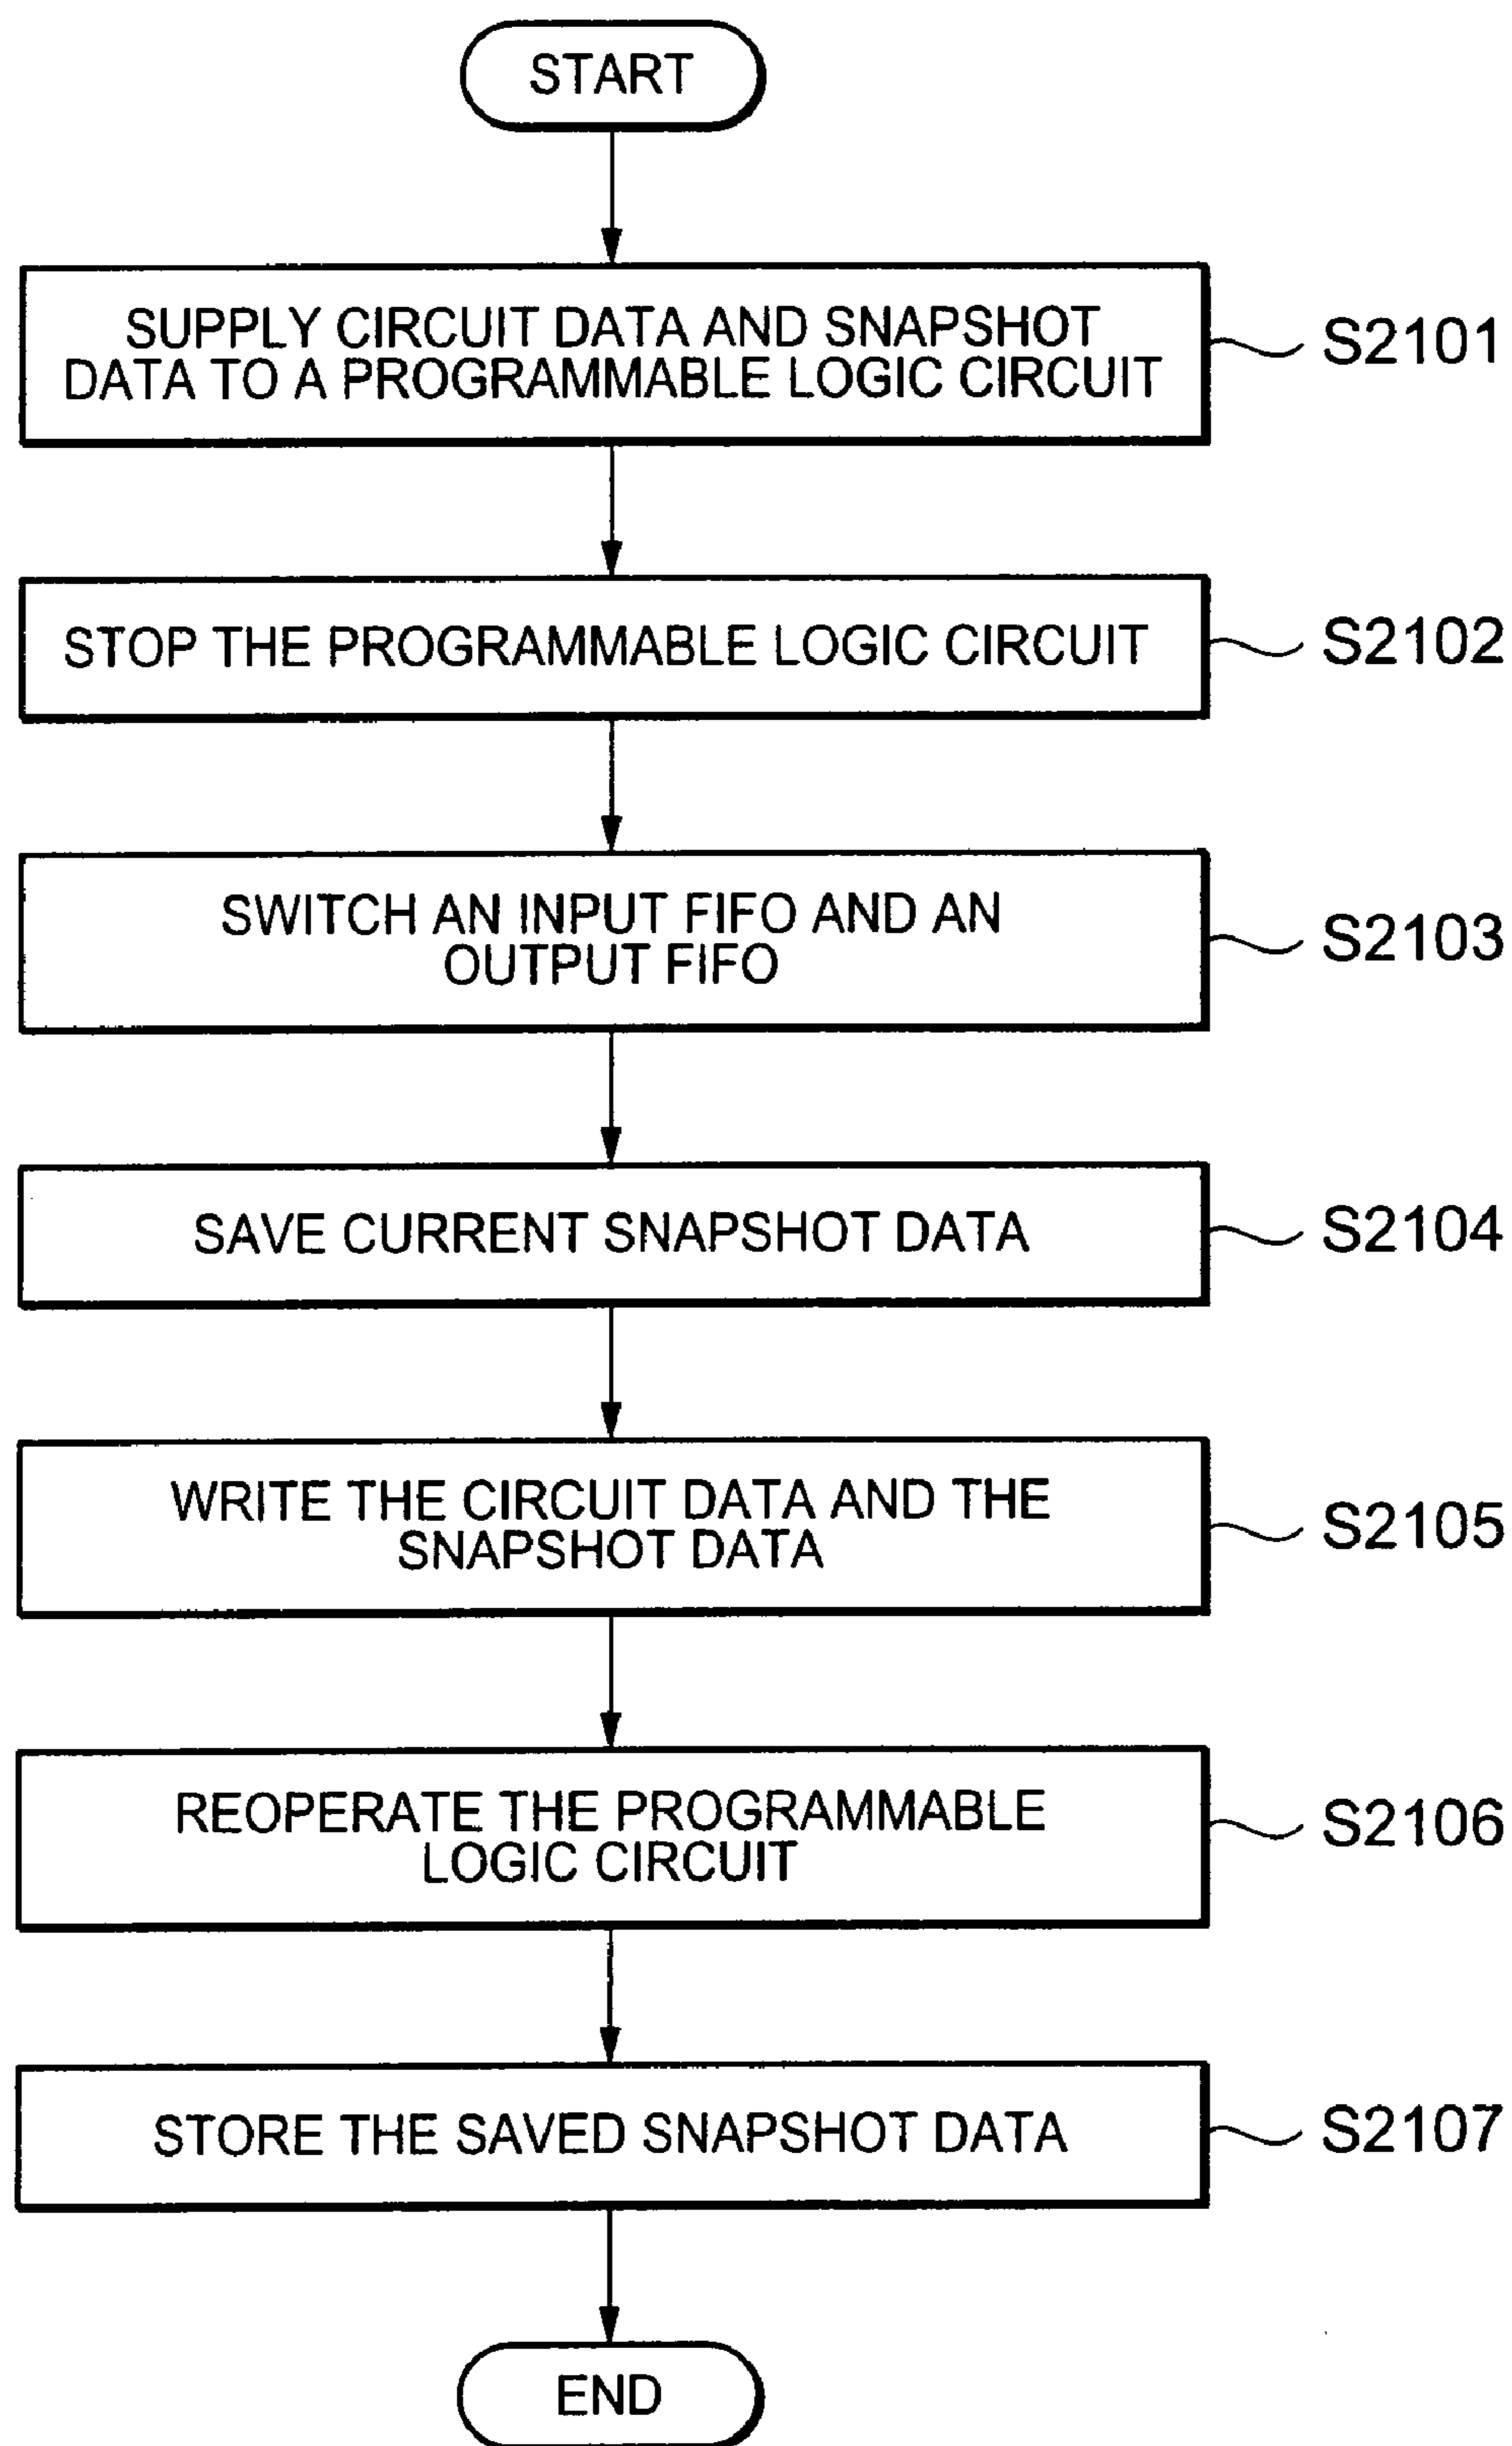 START
SUPPLY CIRCUIT DATA AND SNAPSHOT
DATA TO A PROGRAMMABLE LOGIC CIRCUIT
S2101
STOP THE PROGRAMMABLE LOGIC CIRCUIT
S2102
SWITCH AN INPUT FIFO AND AN
OUTPUT FIFO
S2103
SAVE CURRENT SNAPSHOT DATA
S2104
WRITE THE CIRCUIT DATA AND THE
SNAPSHOT DATA
S2105
REOPERATE THE PROGRAMMABLE
LOGIC CIRCUIT
S2106
STORE THE SAVED SNAPSHOT DATA
S2107
END